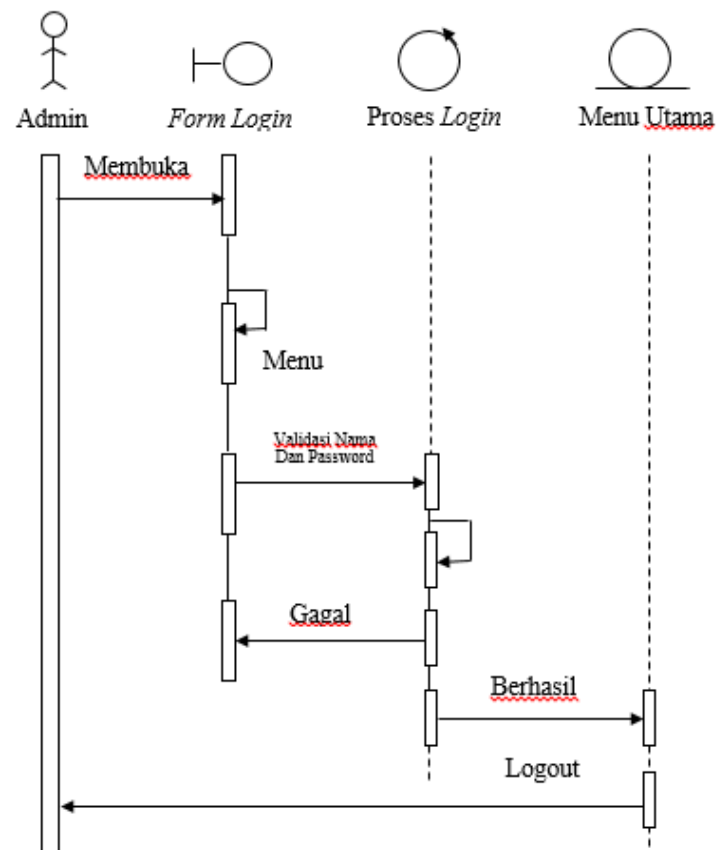 Admin
Form Login
Proses Login
Menu Utama
Membuka
Menu
Validasi Nama
Dan Password
Gagal
Berhasil
Logout